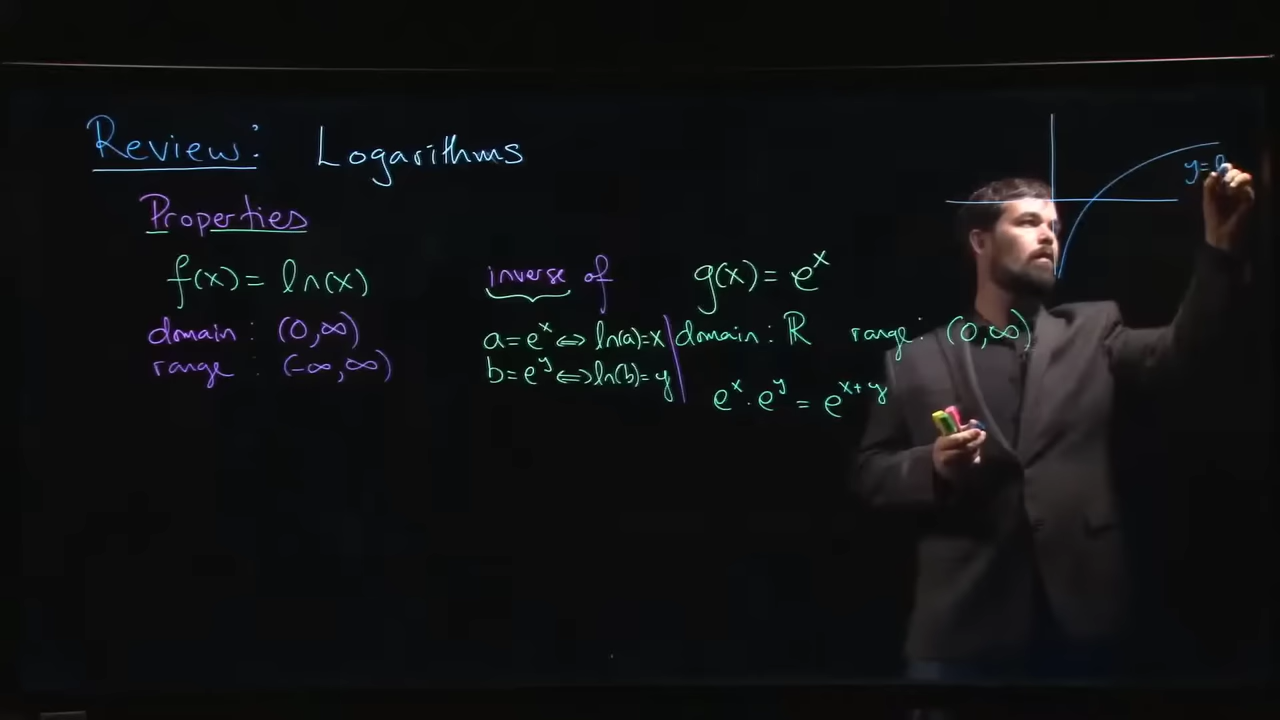 Review: Logarithms
Properties
f(x) = ln(x) inverse of g(x) = e^x
domain : (0,∞)
range : (-∞,∞)
a = e^x ⇔ ln(a) = x
b = e^y ⇔ ln(b) = y
domain : ℝ range : (0,∞)
e^x · e^y = e^{x+y}
y =